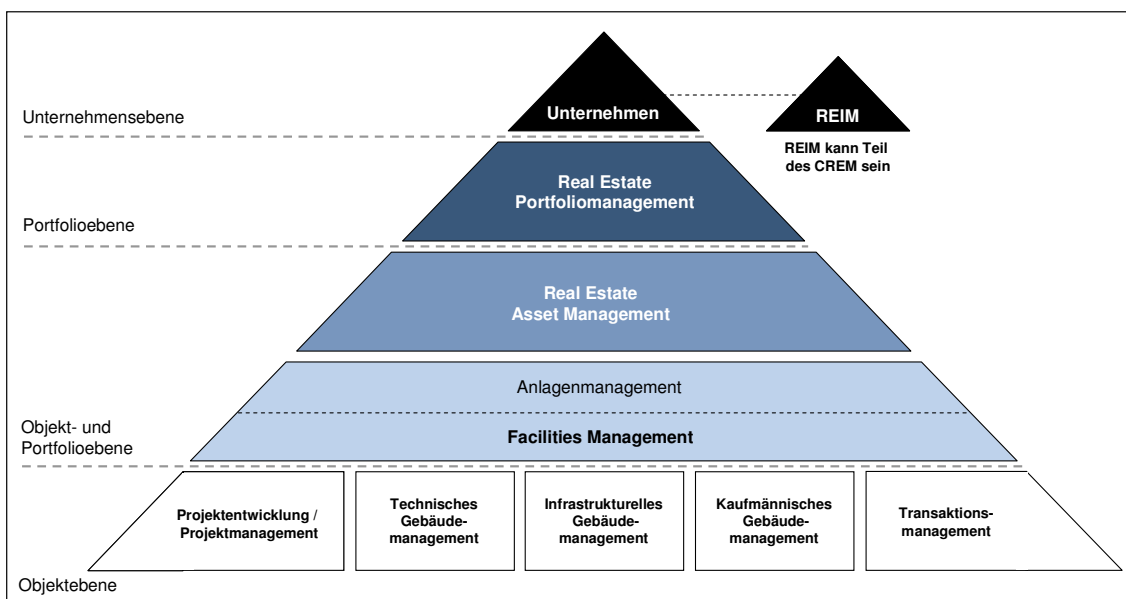 Unternehmensebene
Unternehmen
REIM
REIM kann Teil
des CREM sein
Real Estate
Portfoliomanagement
Portfolioebene
Real Estate
Asset Management
Anlagenmanagement
Objekt- und
Portfolioebene
Facilities Management
Projektentwicklung /
Projektmanagement
Technisches
Gebäude-
management
Infrastrukturelles
Gebäude-
management
Kaufmännisches
Gebäude-
management
Transaktions-
management
Objektebene